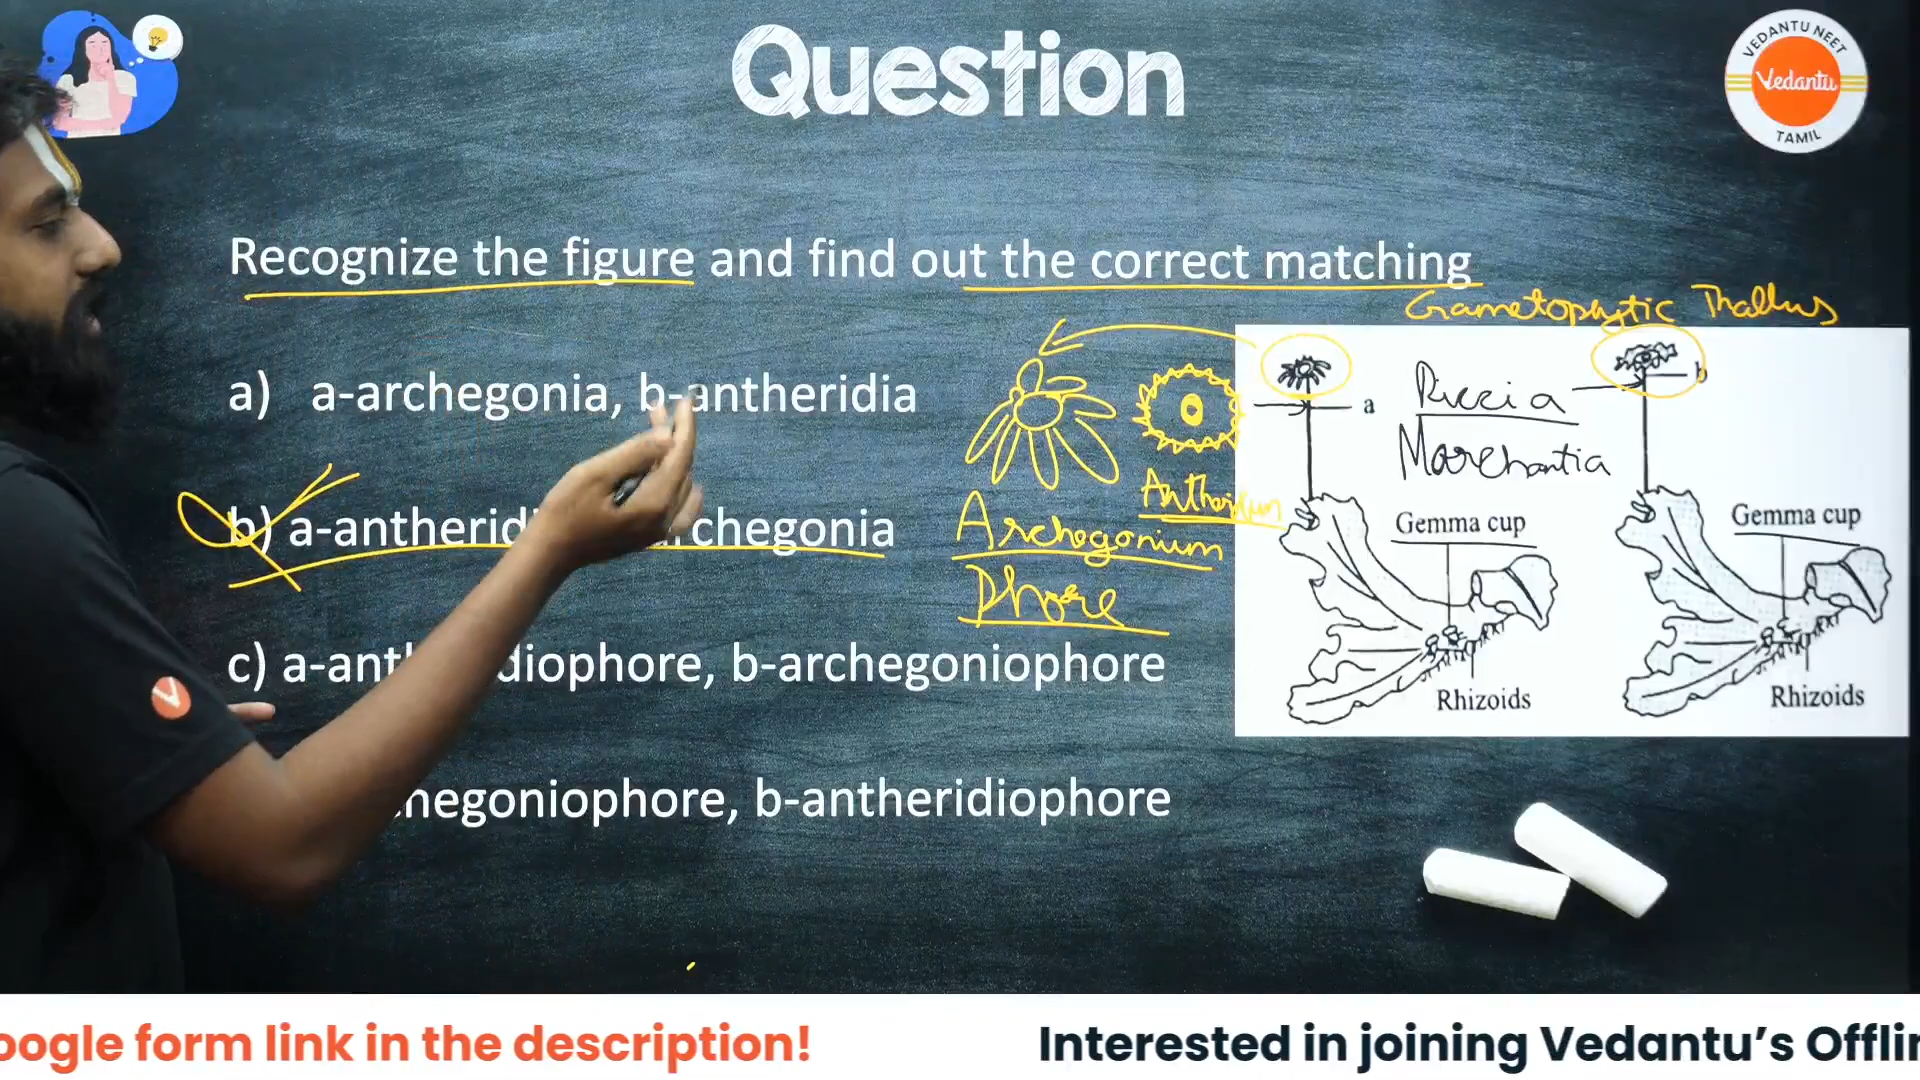 Question
VEDANTU NEET
Vedantu
TAMIL
Recognize the figure and find out the correct matching
Gametophytic Thallus
a) a-archegonia, b-antheridia
a
Riccia
b
Marchantia
b) a-antherid chegonia
Antheridium
Archegonium
Phore
Gemma cup
Gemma cup
c) a-ant diophore, b-archegoniophore
Rhizoids
Rhizoids
hegoniophore, b-antheridiophore
oogle form link in the description!
Interested in joining Vedantu's Offlin